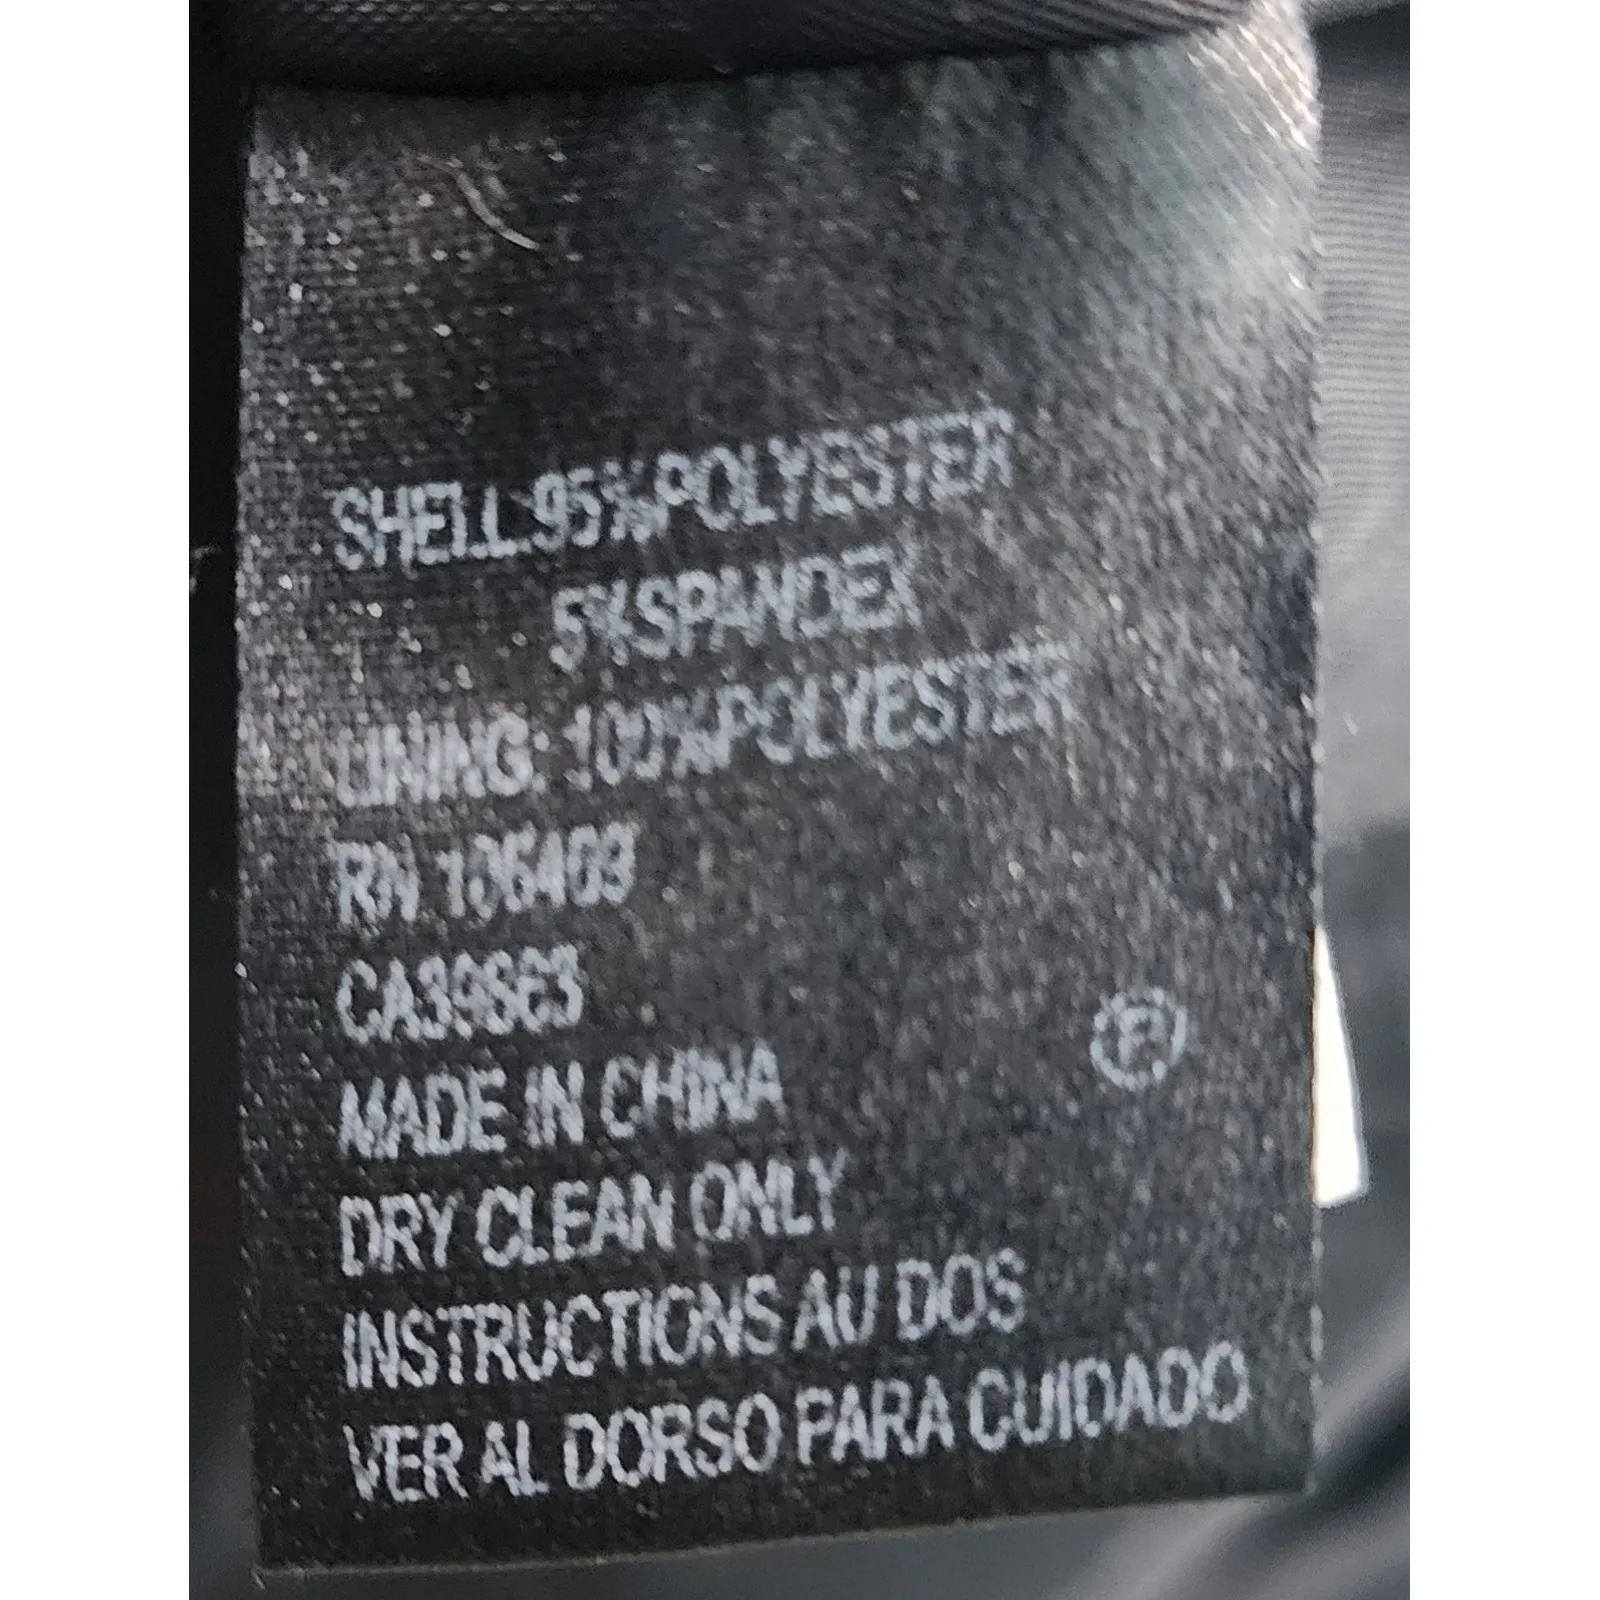 SHELL:95%POLYESTER
5%SPANDEX
LINING: 100%POLYESTER
RN 106409
CA39863
MADE IN CHINA
P
DRY CLEAN ONLY
INSTRUCTIONS AU DOS
VER AL DORSO PARA CUIDADO